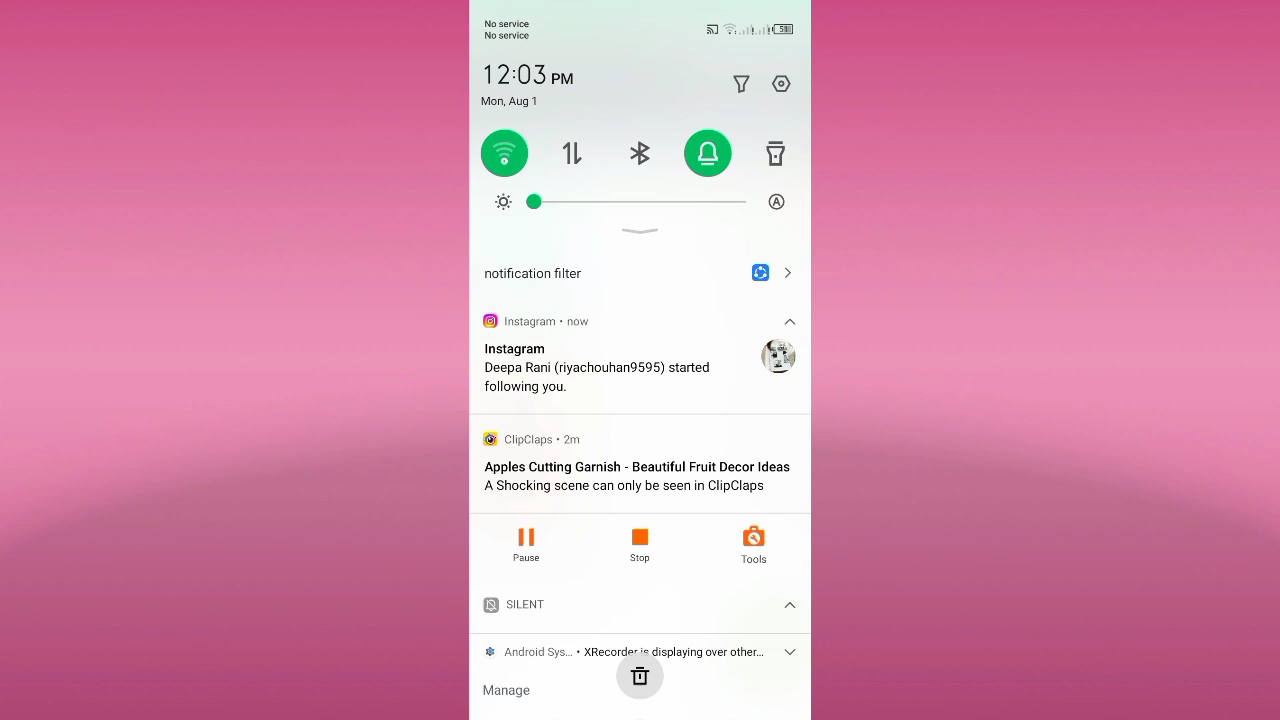 No service
No service
12:03 PM
Mon, Aug 1
A
notification filter
Instagram • now
Instagram
Deepa Rani (riyachouhan9595) started
following you.
ClipClaps • 2m
Apples Cutting Garnish - Beautiful Fruit Decor Ideas
A Shocking scene can only be seen in ClipClaps
Pause Stop Tools
SILENT
Android Sys... • XRecorder is displaying over other...
Manage